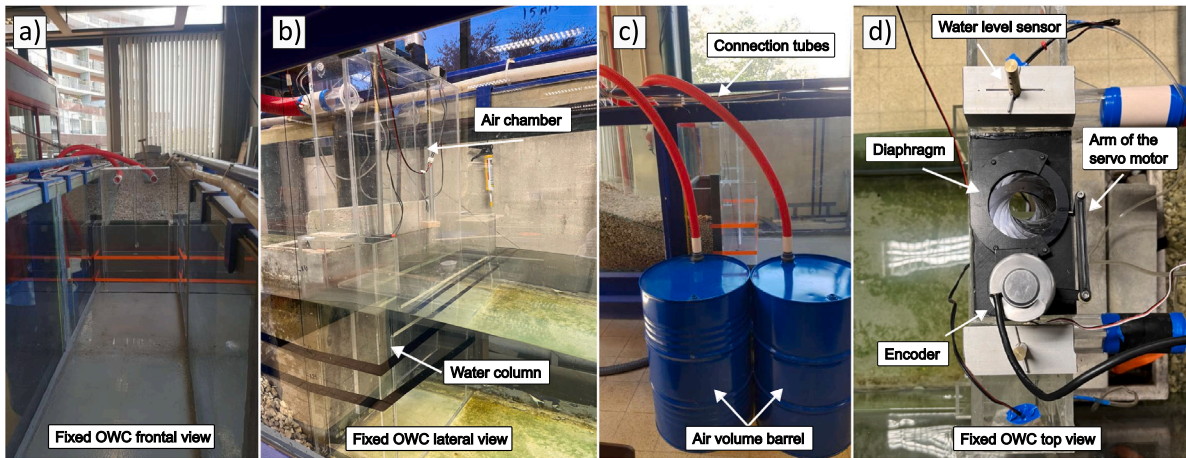 a)
Fixed OWC frontal view
b)
Air chamber
Water column
Fixed OWC lateral view
c)
Connection tubes
Air volume barrel
d)
Water level sensor
Diaphragm
Arm of the
servo motor
Encoder
Fixed OWC top view